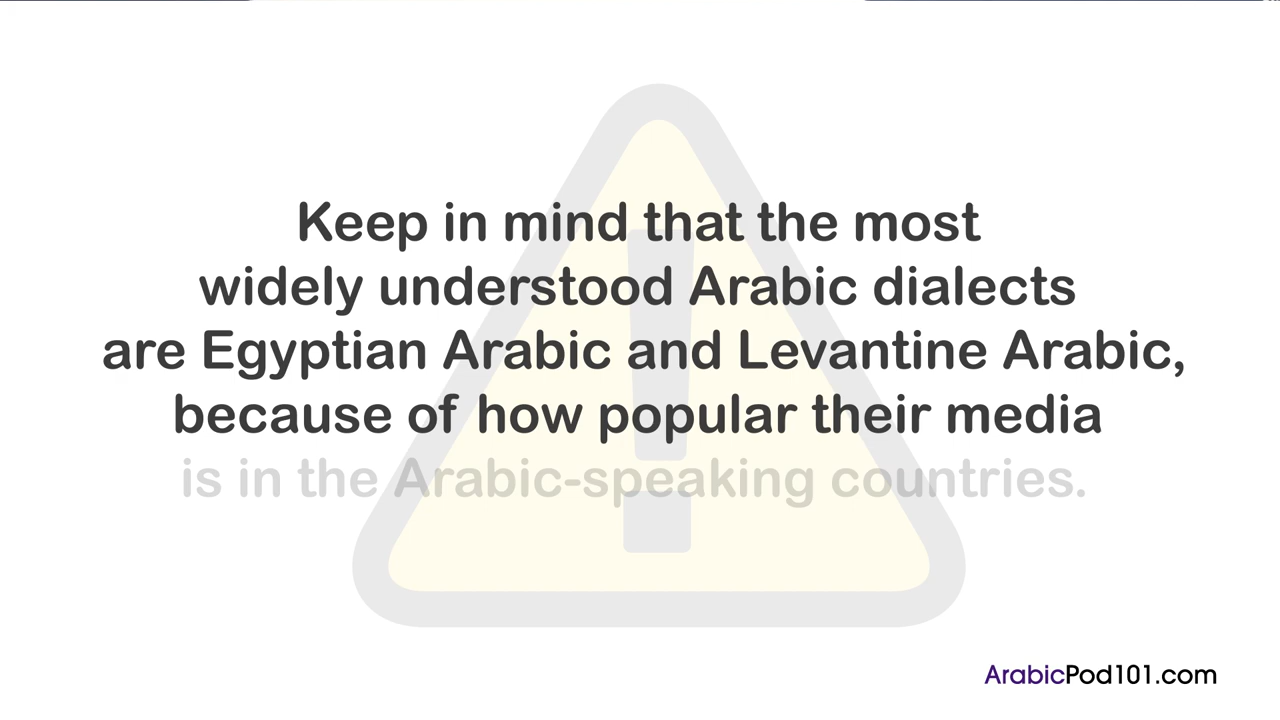 Keep in mind that the most
widely understood Arabic dialects
are Egyptian Arabic and Levantine Arabic,
because of how popular their media
is in the Arabic-speaking countries.
ArabicPod101.com